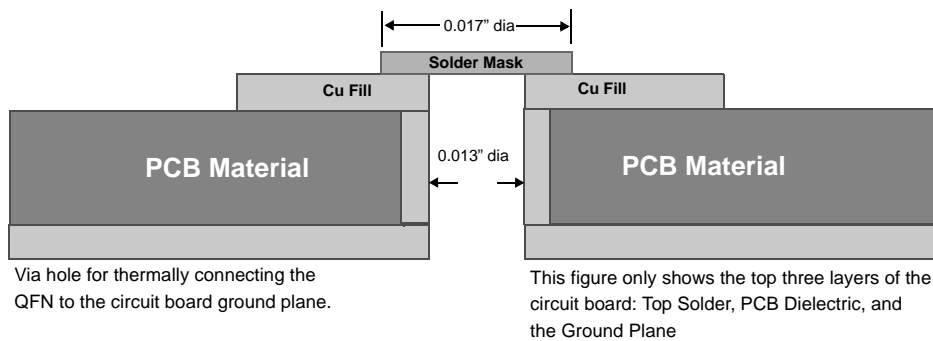 0.017” dia
Solder Mask
Cu Fill
Cu Fill
PCB Material
0.013” dia
PCB Material
Via hole for thermally connecting the
QFN to the circuit board ground plane.
This figure only shows the top three layers of the
circuit board: Top Solder, PCB Dielectric, and
the Ground Plane